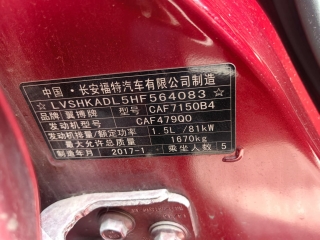 中国·长安福特汽车有限公司制造
☆LVSHKADL5HF564083☆
品牌 翼搏牌 型号 CAF7150B4
发动机型号 CAF479Q0
发动机排量/额定功率 1.5L /81kW
最大允许总质量 1670kg
制造年月 2017-1 乘坐人数 5